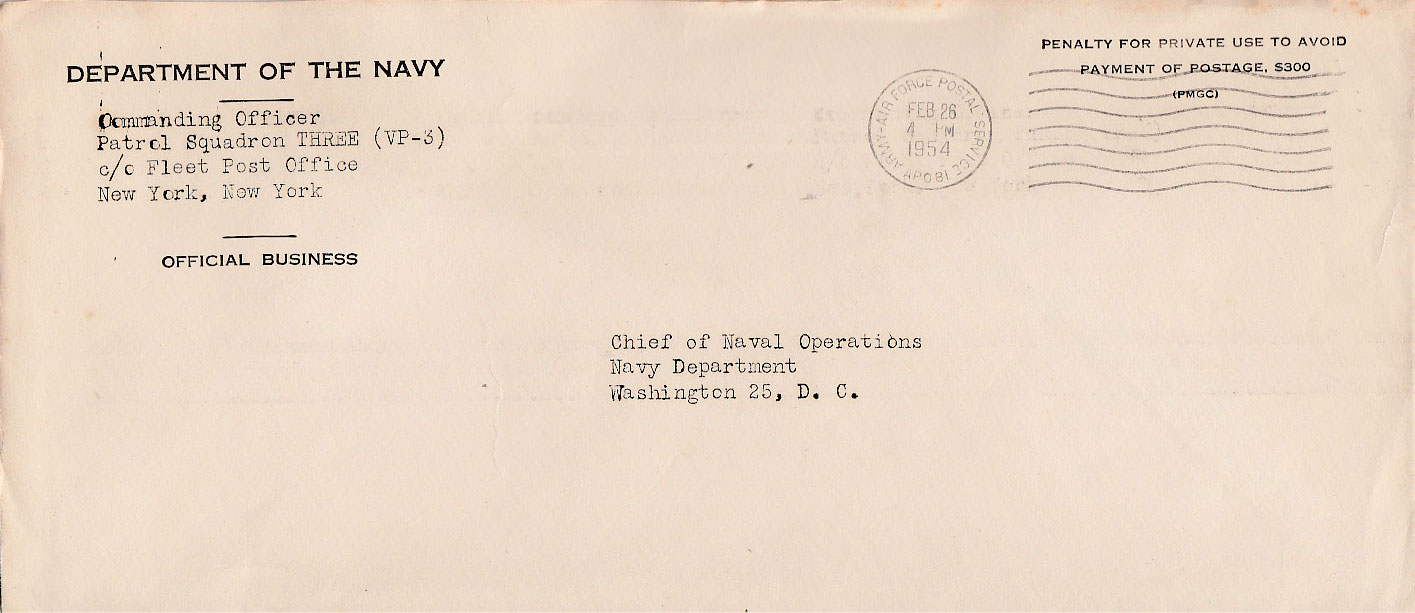 DEPARTMENT OF THE NAVY
Commanding Officer
Patrol Squadron THREE (VP-3)
c/o Fleet Post Office
New York, New York
OFFICIAL BUSINESS
ARMY-AIR FORCE POSTAL SERVICE
FEB 26
4 PM
1954
APO 81
PENALTY FOR PRIVATE USE TO AVOID
PAYMENT OF POSTAGE, $300
(PMGC)
Chief of Naval Operations
Navy Department
Washington 25, D. C.